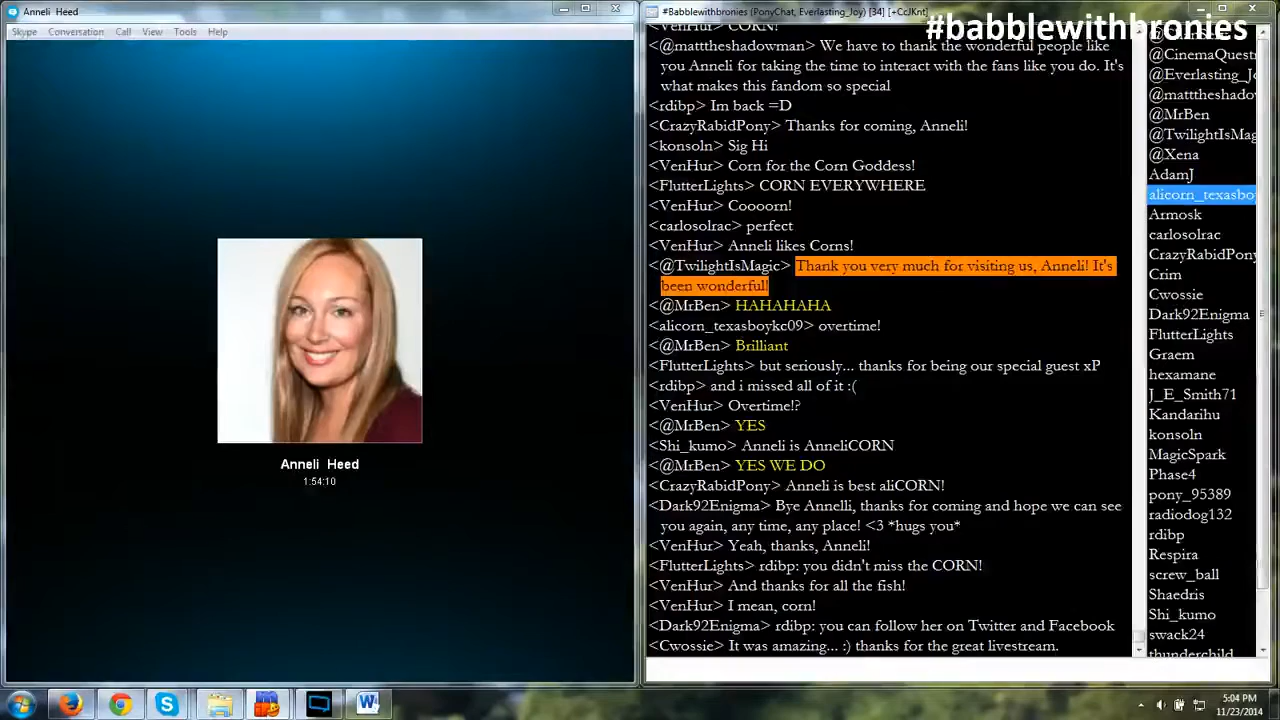 Anneli Heed
Skype Conversation Call View Tools Help
Anneli Heed
1:54:10
#Babblewithbronies (PonyChat, Everlasting_Joy) [34] [+CcJKnt]
#babblewithbronies
<VenHur> CORN!
<@matttheshadowman> We have to thank the wonderful people like
you Anneli for taking the time to interact with the fans like you do. It's
what makes this fandom so special
<rdibp> Im back =D
<CrazyRabidPony> Thanks for coming, Anneli!
<konsoln> Sig Hi
<VenHur> Corn for the Corn Goddess!
<FlutterLights> CORN EVERYWHERE
<VenHur> Coooorn!
<carlosolrac> perfect
<VenHur> Anneli likes Corns!
<@TwilightIsMagic> Thank you very much for visiting us, Anneli! It's
been wonderful!
<@MrBen> HAHAHAHA
<alicorn_texasboykc09> overtime!
<@MrBen> Brilliant
<FlutterLights> but seriously... thanks for being our special guest xP
<rdibp> and i missed all of it :(
<VenHur> Overtime!?
<@MrBen> YES
<Shi_kumo> Anneli is AnneliCORN
<@MrBen> YES WE DO
<CrazyRabidPony> Anneli is best aliCORN!
<Dark92Enigma> Bye Annelli, thanks for coming and hope we can see
you again, any time, any place! <3 *hugs you*
<VenHur> Yeah, thanks, Anneli!
<FlutterLights> rdibp: you didn't miss the CORN!
<VenHur> And thanks for all the fish!
<VenHur> I mean, corn!
<Dark92Enigma> rdibp: you can follow her on Twitter and Facebook
<Cwossie> It was amazing... :) thanks for the great livestream.
@CinemaQuest
@Everlasting_Jo
@matttheshadow
@MrBen
@TwilightIsMag
@Xena
AdamJ
alicorn_texasboy
Armosk
carlosolrac
CrazyRabidPony
Crim
Cwossie
Dark92Enigma
FlutterLights
Graem
hexamane
J_E_Smith71
Kandarihu
konsoln
MagicSpark
Phase4
pony_95389
radiodog132
rdibp
Respira
screw_ball
Shaedris
Shi_kumo
swack24
thunderchild
5:04 PM
11/23/2014